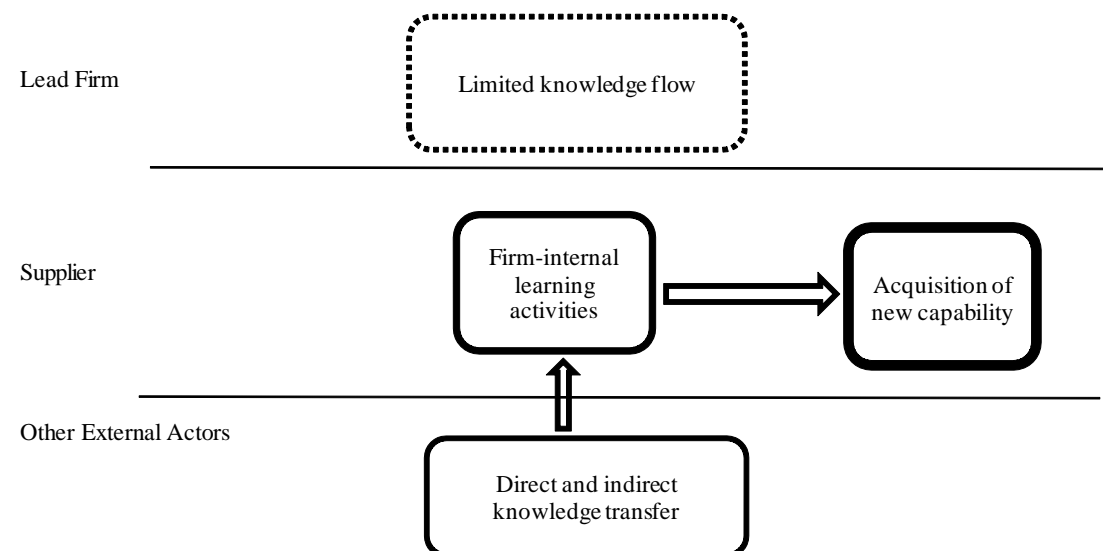 Lead Firm
Limited knowledge flow
Supplier
Firm-internal
learning
activities
Acquisition of
new capability
Other External Actors
Direct and indirect
knowledge transfer